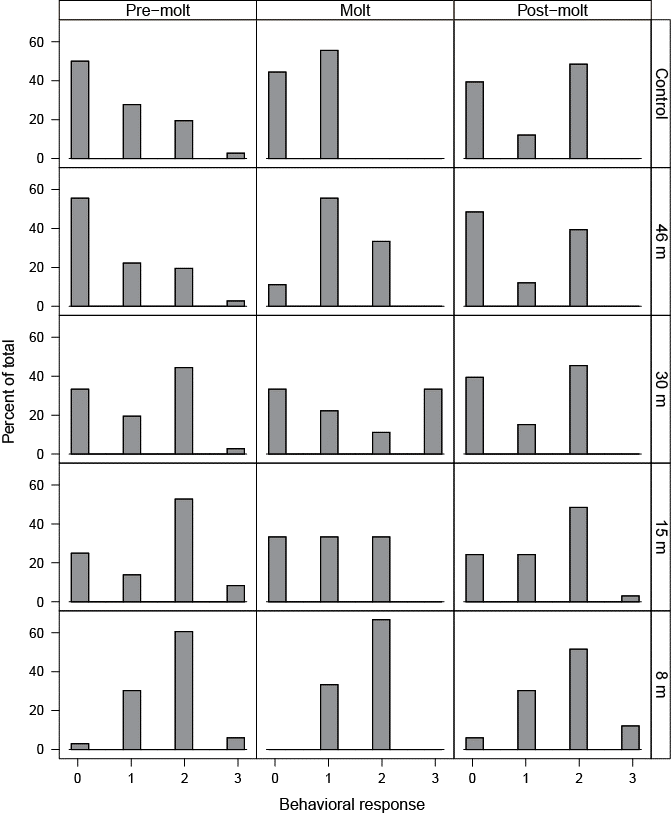 Pre−molt Molt Post−molt
60
40
20
0
Control
60
40
20
0
46 m
60
40
20
0
30 m
60
40
20
0
15 m
60
40
20
0
8 m
Percent of total
0 1 2 3 0 1 2 3 0 1 2 3
Behavioral response